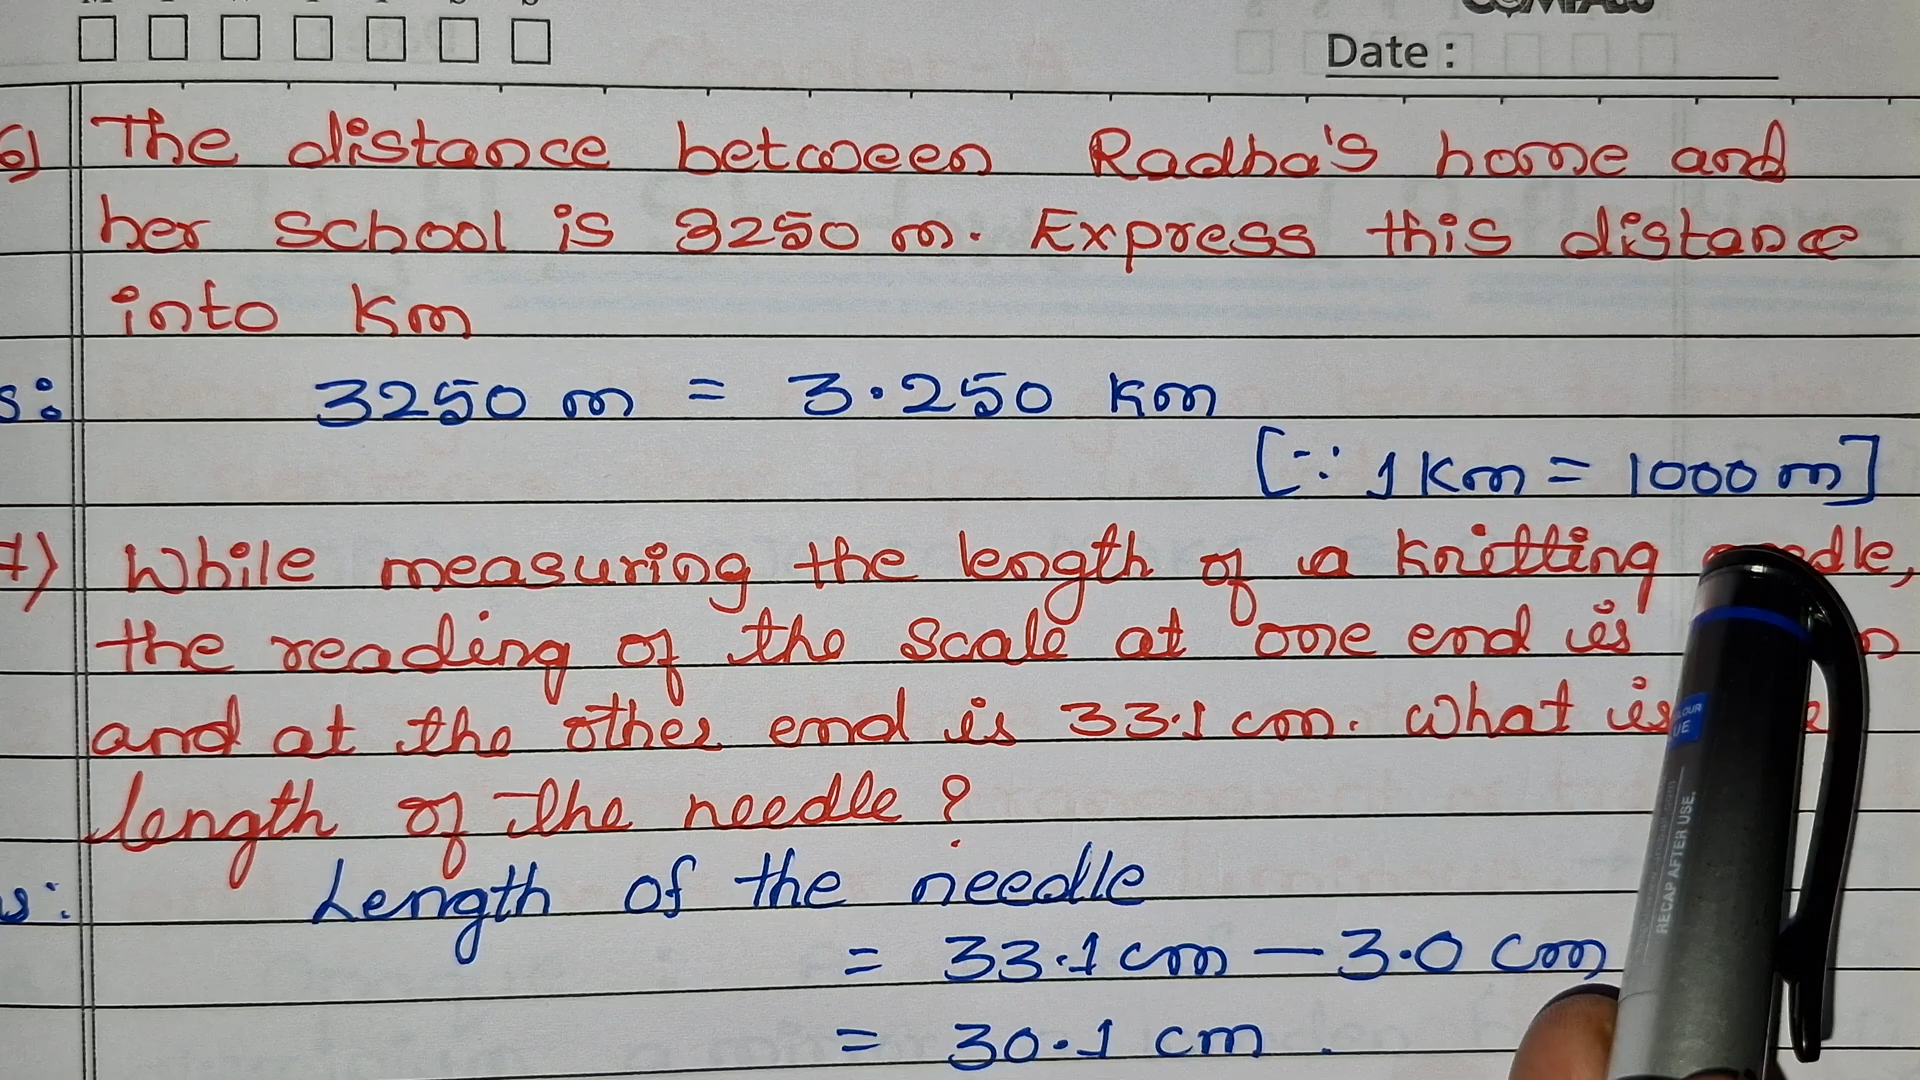 COMPASS
Date :
6) The distance between Radha's home and
her school is 3250 m. Express this distance
into Km
s: 3250 m = 3.250 Km
[∵ 1 Km = 1000 m]
7) While measuring the length of a knitting needle,
the reading of the scale at one end is
and at the other end is 33.1 cm. What is
length of the needle?
s: Length of the needle
= 33.1 cm – 3.0 cm
= 30.1 cm.
RECAP AFTER USE.